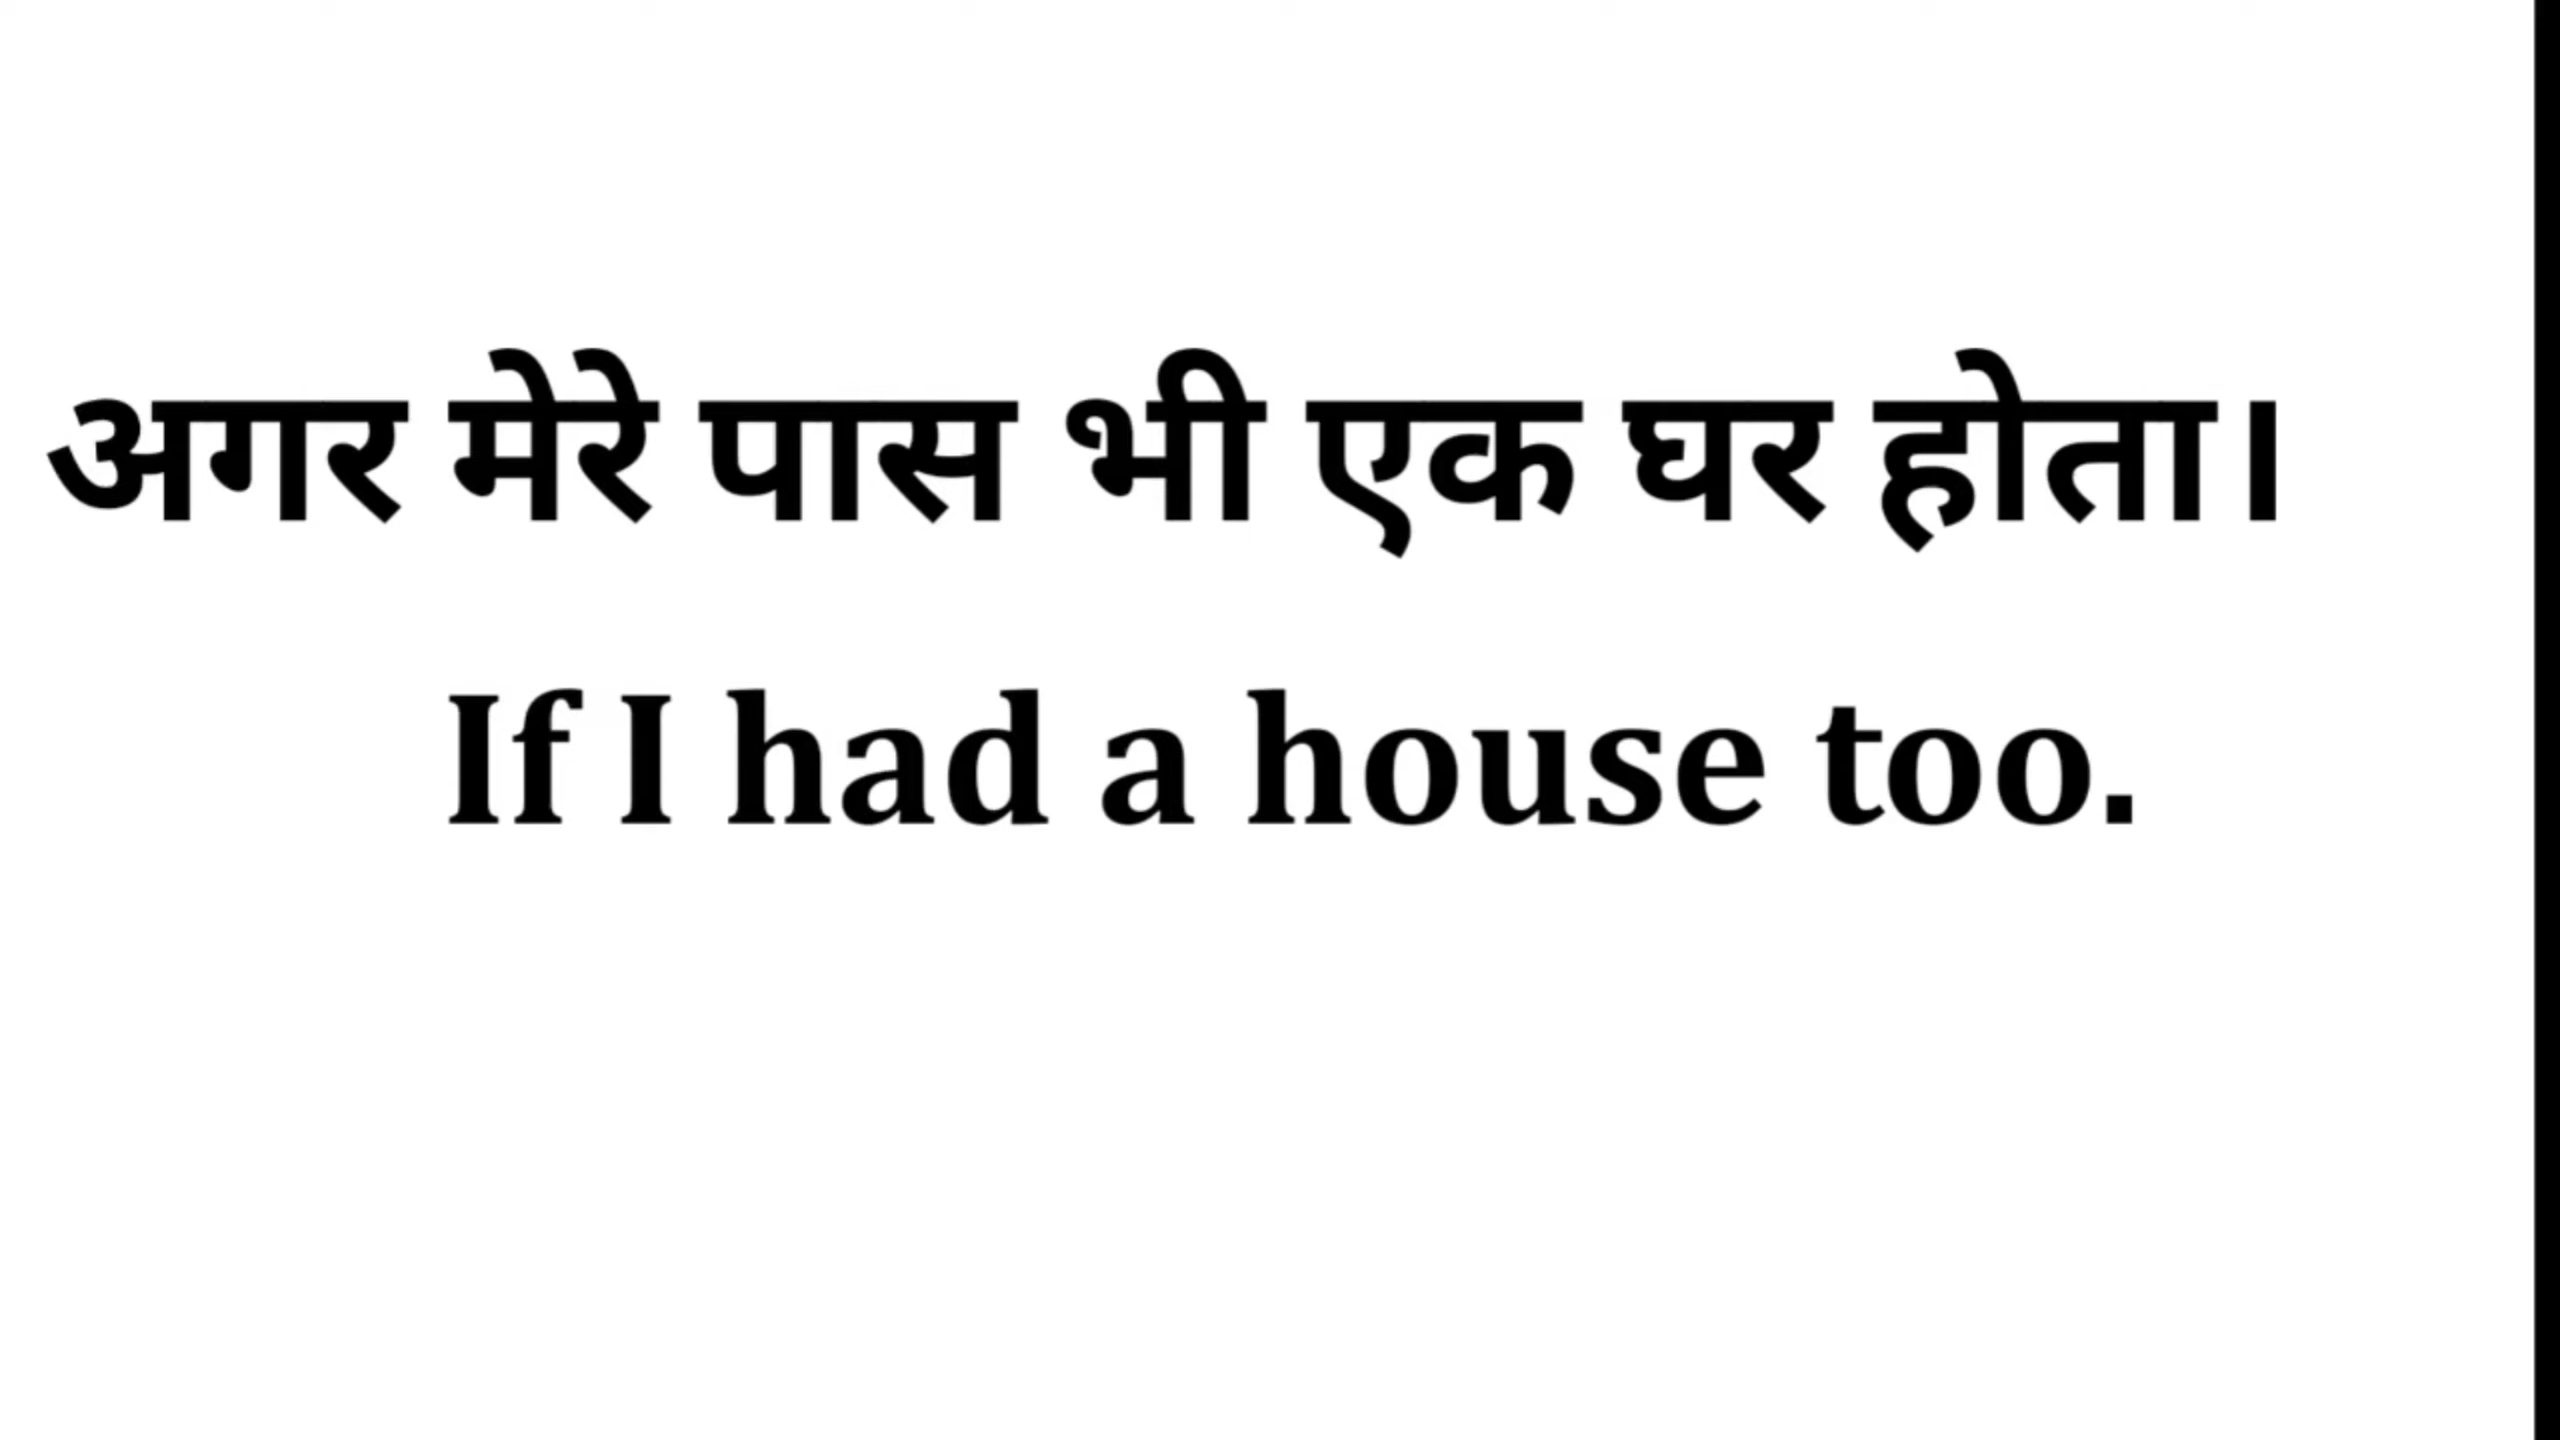 अगर मेरे पास भी एक घर होता।
If I had a house too.